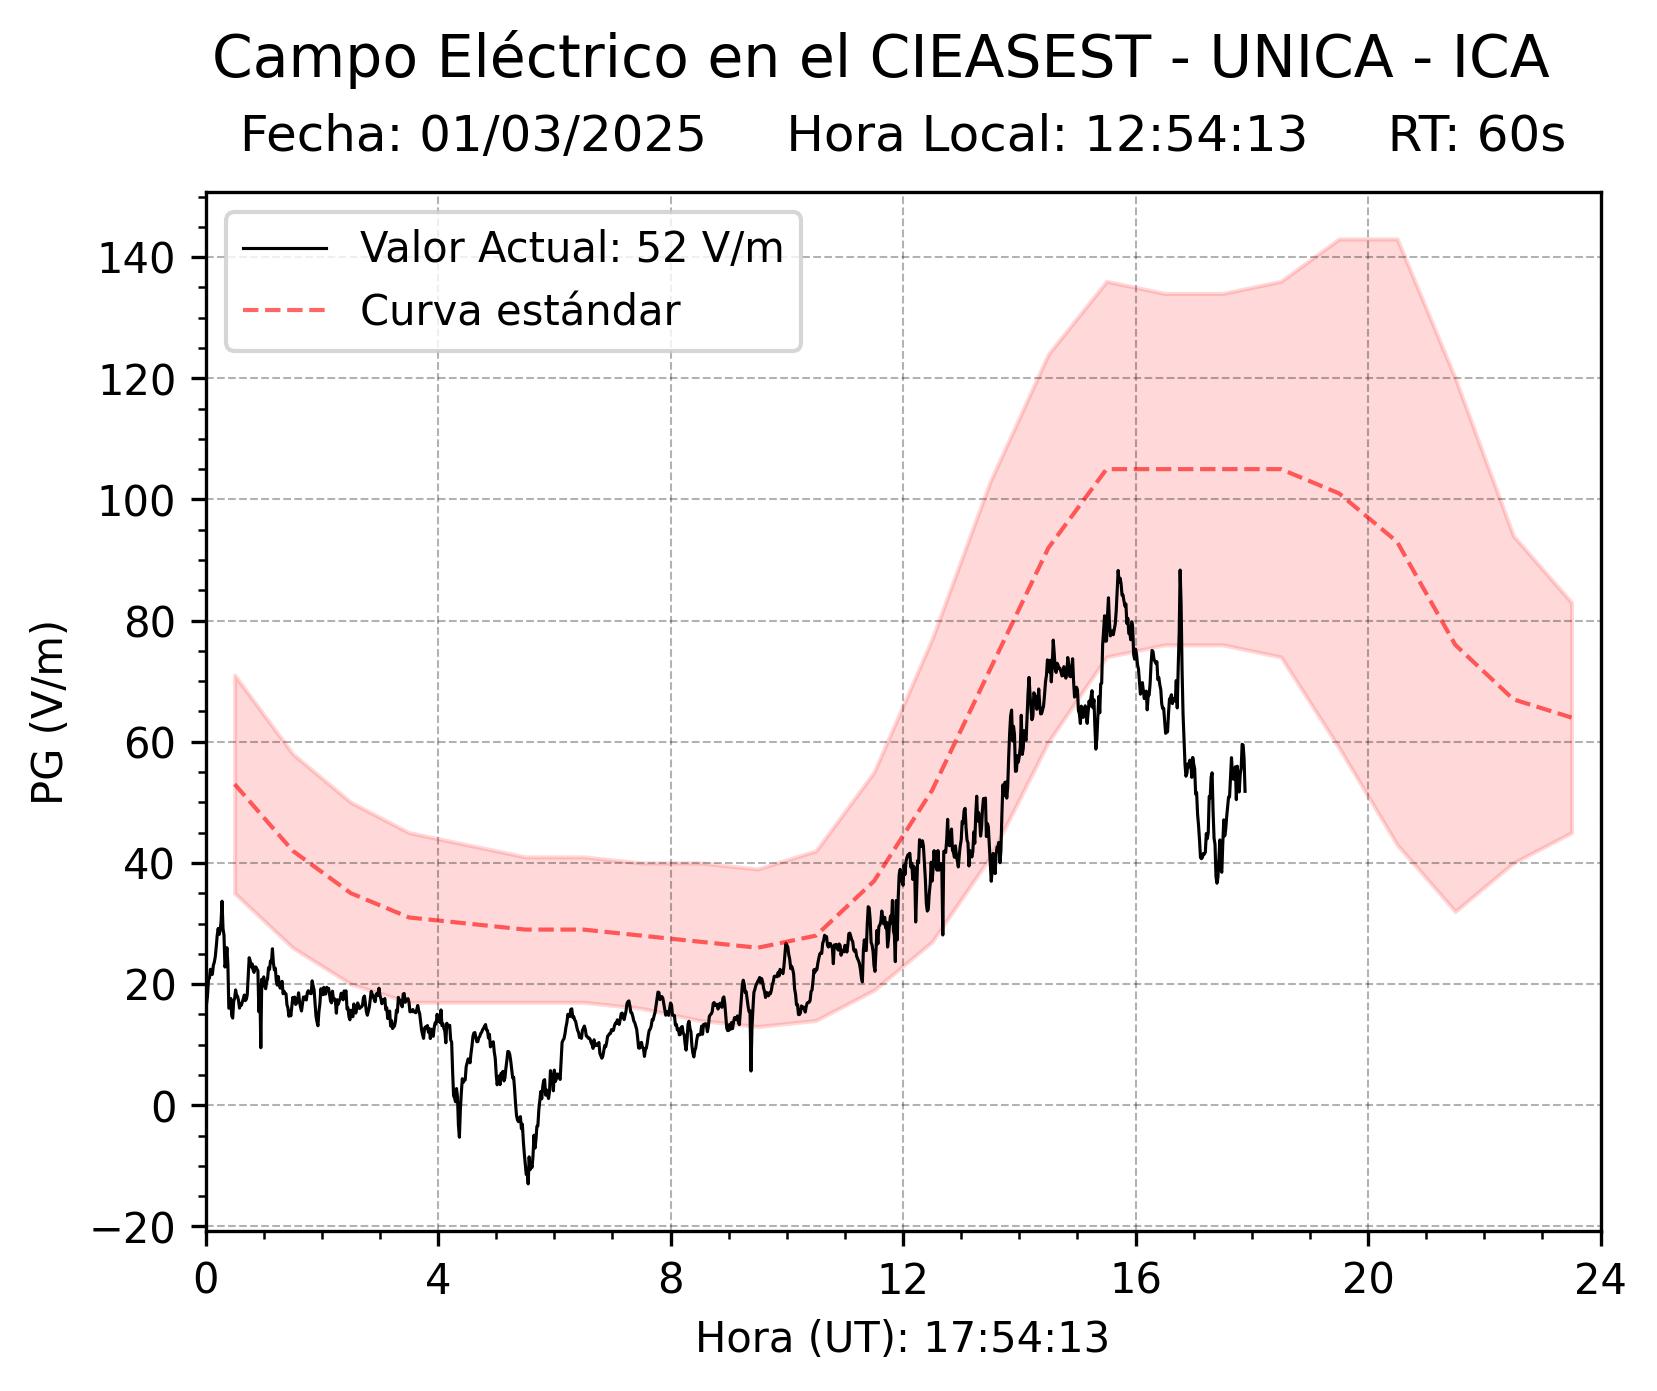 Campo Eléctrico en el CIEASEST - UNICA - ICA
Fecha: 01/03/2025 Hora Local: 12:54:13 RT: 60s
Valor Actual: 52 V/m
Curva estándar
PG (V/m)
140
120
100
80
60
40
20
0
−20
0 4 8 12 16 20 24
Hora (UT): 17:54:13